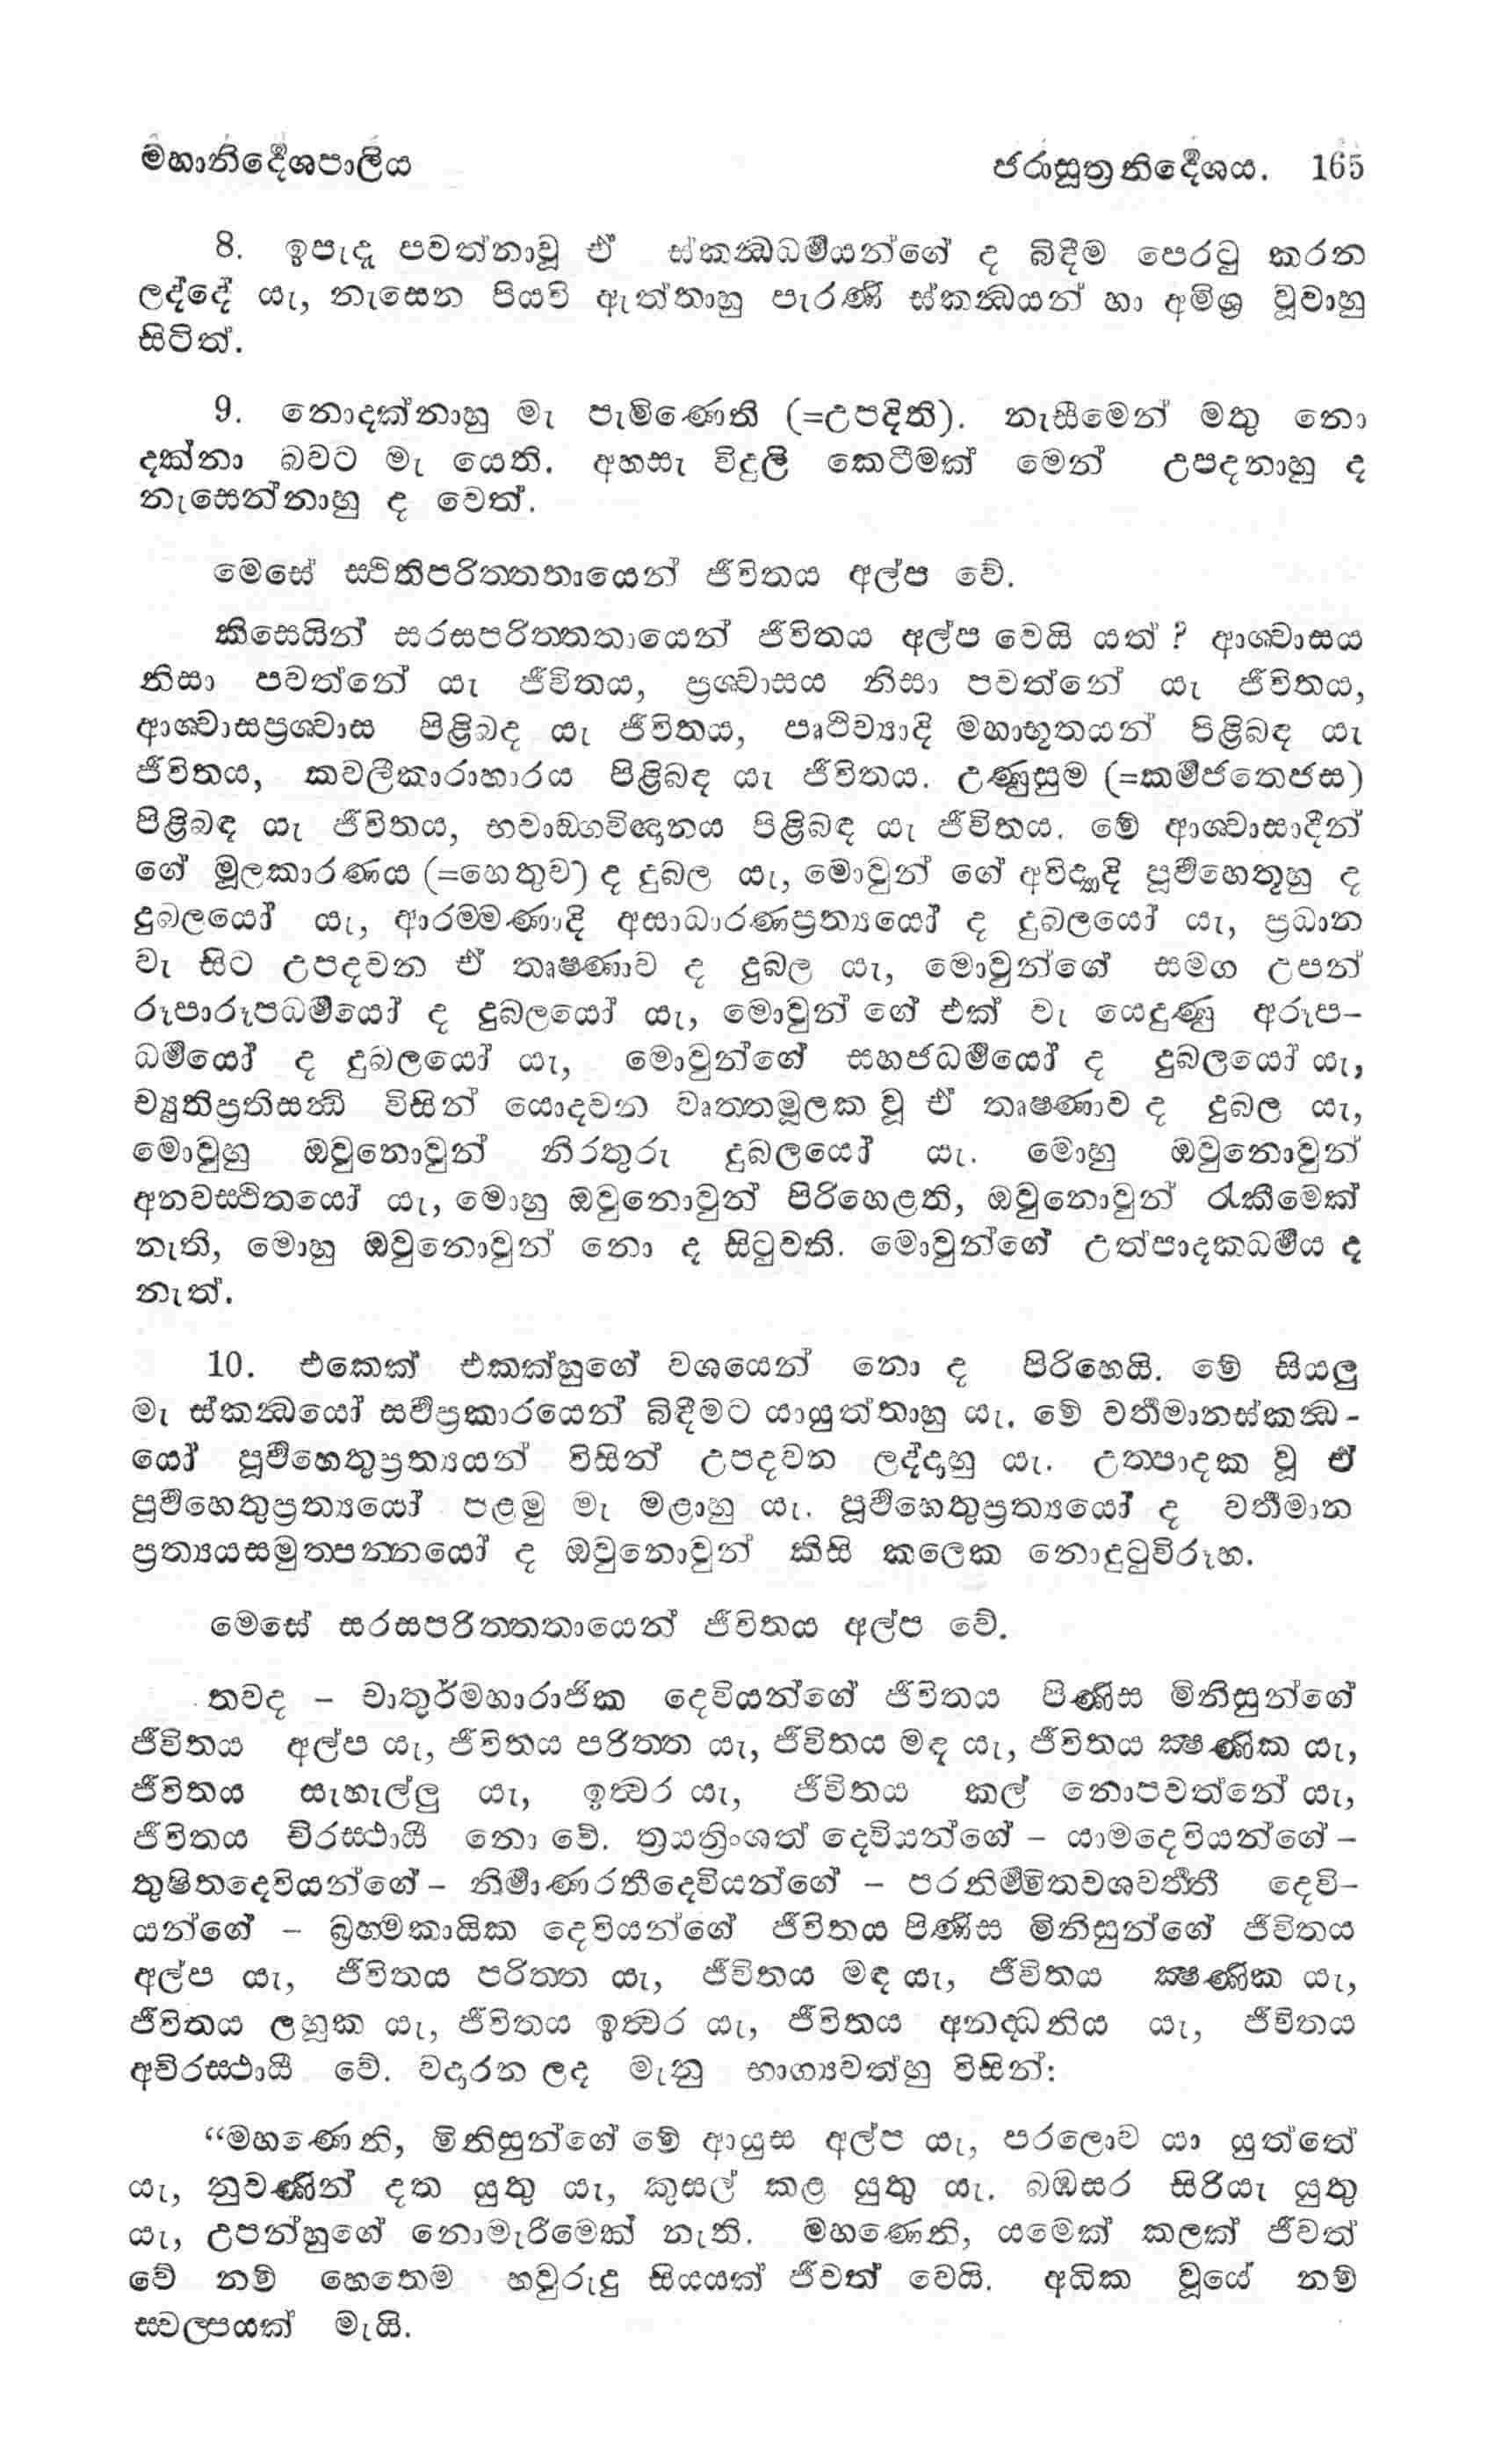 මහානිර්‍දේශපාලිය ජරාසූත්‍රනිර්‍දේශය. 165
8. ඉපැදූ පවත්නාවූ ඒ ස්කන්‍ධධර්‍මයන්ගේ ද බිඳීම පෙරටු කරන
ලද්දේ යැ, නැසෙන පියවි ඇත්තාහු පැරණි ස්කන්‍ධයන් හා අමිශ්‍ර වූවාහු
සිටිත්.
9. නොදක්නාහු මැ පැමිණෙති (=උපදිති). නැසීමෙන් මතු නො
දක්නා බවට මැ යෙති. අහසැ විදුලි කෙටීමක් මෙන් උපදනාහු ද
නැසෙන්නාහු ද වෙත්.
මෙසේ ස්‍ථිතිපරිත්‍තතායෙන් ජීවිතය අල්ප වේ.
කිසෙයින් සරසපරිත්‍තතායෙන් ජීවිතය අල්ප වෙයි යත් ? ආශ්‍වාසය
නිසා පවත්නේ යැ ජීවිතය, ප්‍රශ්‍වාසය නිසා පවත්නේ යැ ජීවිතය,
ආශ්‍වාසප්‍රශ්‍වාස පිළිබද යැ ජීවිතය, පෘථිව්‍යාදි මහාභූතයන් පිළිබඳ යැ
ජීවිතය, කවලීකාරාහාරය පිළිබද යැ ජීවිතය. උණුසුම (=කර්‍මජතෙජස)
පිළිබඳ යැ ජීවිතය, භවාඞ්ගවිඥානය පිළිබඳ යැ ජීවිතය. මේ ආශ්‍වාසාදීන්
ගේ මූලකාරණය (=හෙතුව) ද දුබල යැ, මොවුන් ගේ අවිද්‍යාදි පූර්‍වහෙතූහු ද
දුබලයෝ යැ, ආරම්මණාදි අසාධාරණප්‍රත්‍යයෝ ද දුබලයෝ යැ, ප්‍රධාන
වැ සිට උපදවන ඒ තෘෂ්ණාව ද දුබල යැ, මොවුන්ගේ සමග උපන්
රූපාරූපධර්‍මයෝ ද දුබලයෝ යැ, මොවුන් ගේ එක් වැ යෙදුණු අරූප-
ධර්‍මයෝ ද දුබලයෝ යැ, මොවුන්ගේ සහජධර්‍මයෝ ද දුබලයෝ යැ,
ච්‍යුතිප්‍රතිසන්‍ධි විසින් යොදවන වෘත්තමූලක වූ ඒ තෘෂ්ණාව ද දුබල යැ,
මොවුහු ඔවුනොවුන් නිරතුරු දුබලයෝ යැ. මොහු ඔවුනොවුන්
අනවස්‍ථිතයෝ යැ, මොහු ඔවුනොවුන් පිරිහෙළති, ඔවුනොවුන් රැකීමෙක්
නැති, මොහු ඔවුනොවුන් නො ද සිටුවති. මොවුන්ගේ උත්පාදකධර්‍මය ද
නැත්.
10. එකෙක් එකක්හුගේ වශයෙන් නො ද පිරිහෙයි. මේ සියලු
මැ ස්කන්‍ධයෝ සර්‍වප්‍රකාරයෙන් බිඳීමට යායුත්තාහු යැ. මේ වර්‍තමානස්කන්‍ධ-
යෝ පූර්‍වහෙතුප්‍රත්‍යයන් විසින් උපදවන ලද්දාහු යැ. උත්පාදක වූ ඒ
පූර්‍වහෙතුප්‍රත්‍යයෝ පළමු මැ මළාහු යැ. පූර්‍වහෙතුප්‍රත්‍යයෝ ද වර්‍තමාන
ප්‍රත්‍යයසමුත්පන්නයෝ ද ඔවුනොවුන් කිසි කලෙක නොදුටුවිරූහ.
මෙසේ සරසපරිත්‍තතායෙන් ජීවිතය අල්ප වේ.
තවද – චාතුර්මහාරාජික දෙවියන්ගේ ජීවිතය පිණිස මිනිසුන්ගේ
ජීවිතය අල්ප යැ, ජීවිතය පරිත්ත යැ, ජීවිතය මඳ යැ, ජීවිතය ක්‍ෂණික යැ,
ජීවිතය සැහැල්ලු යැ, ඉත්‍වර යැ, ජීවිතය කල් නොපවත්නේ යැ,
ජීවිතය චිරස්ථායී නො වේ. ත්‍රයත්‍රිංශත් දෙවියන්ගේ – යාමදෙවියන්ගේ –
තුෂිතදෙවියන්ගේ – නිර්‍මාණරතීදෙවියන්ගේ – පරනිර්‍ම්මිතවශවර්‍ත්තී දෙවි-
යන්ගේ – බ්‍රහ්මකායික දෙවියන්ගේ ජීවිතය පිණිස මිනිසුන්ගේ ජීවිතය
අල්ප යැ, ජීවිතය පරිත්ත යැ, ජීවිතය මඳ යැ, ජීවිතය ක්‍ෂණික යැ,
ජීවිතය ලහුක යැ, ජීවිතය ඉත්‍වර යැ, ජීවිතය අනද්ධනීය යැ, ජීවිතය
අචිරස්ථායී වේ. වදාරන ලද මැනු භාග්‍යවත්හු විසින්:
“මහණෙනි, මිනිසුන්ගේ මේ ආයුස අල්ප යැ, පරලොව යා යුත්තේ
යැ, නුවණින් දත යුතු යැ, කුසල් කළ යුතු යැ. බඹසර සිරියැ යුතු
යැ, උපන්හුගේ නොමැරීමෙක් නැති. මහණෙනි, යමෙක් කලක් ජීවත්
වේ නම් හෙතෙම හවුරුදු සියයක් ජීවත් වෙයි. අධික වූයේ නම්
ස්වල්පයක් මැයි.